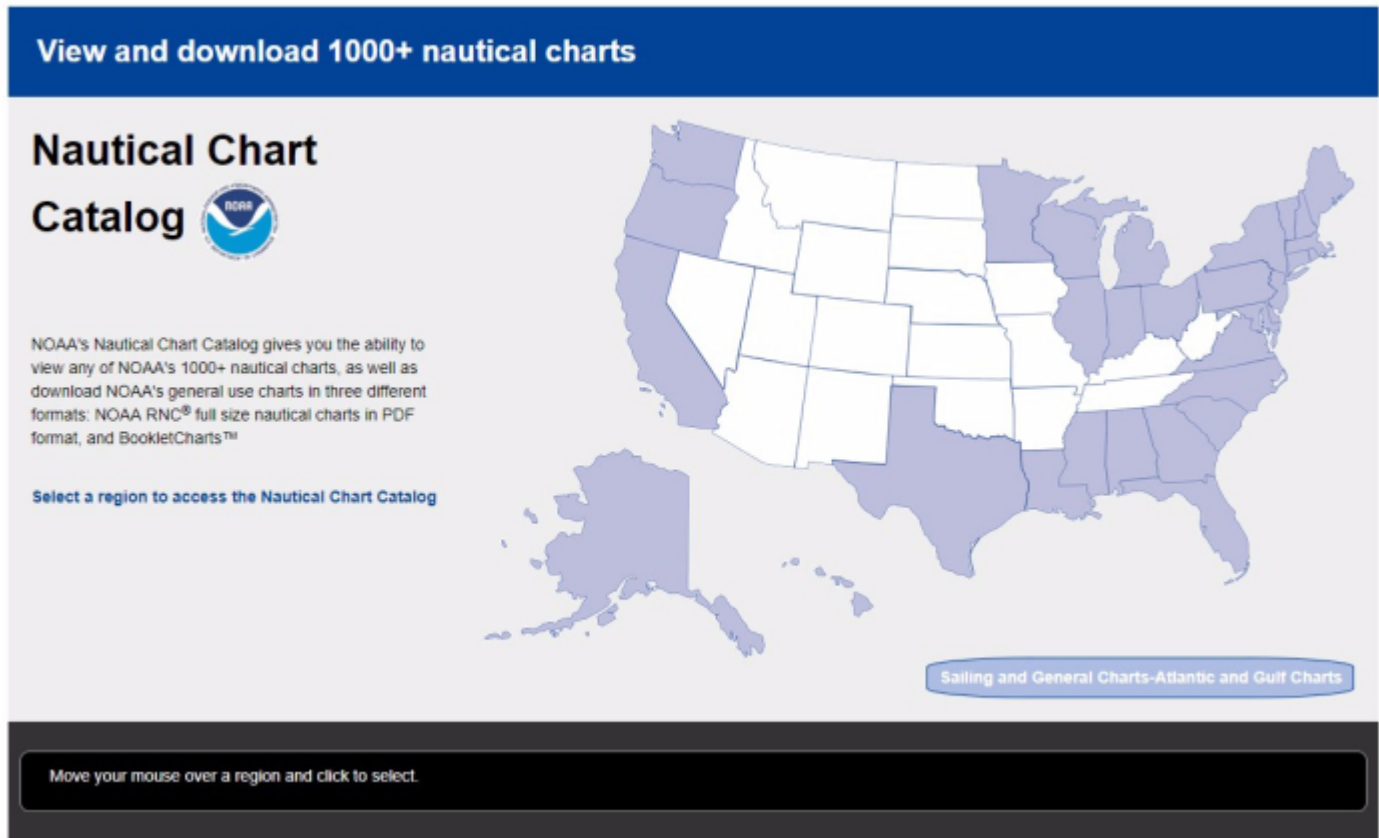 View and download 1000+ nautical charts
Nautical Chart
Catalog
NOAA
NOAA's Nautical Chart Catalog gives you the ability to
view any of NOAA's 1000+ nautical charts, as well as
download NOAA's general use charts in three different
formats: NOAA RNC® full size nautical charts in PDF
format, and BookletCharts™
Select a region to access the Nautical Chart Catalog
Sailing and General Charts-Atlantic and Gulf Charts
Move your mouse over a region and click to select.